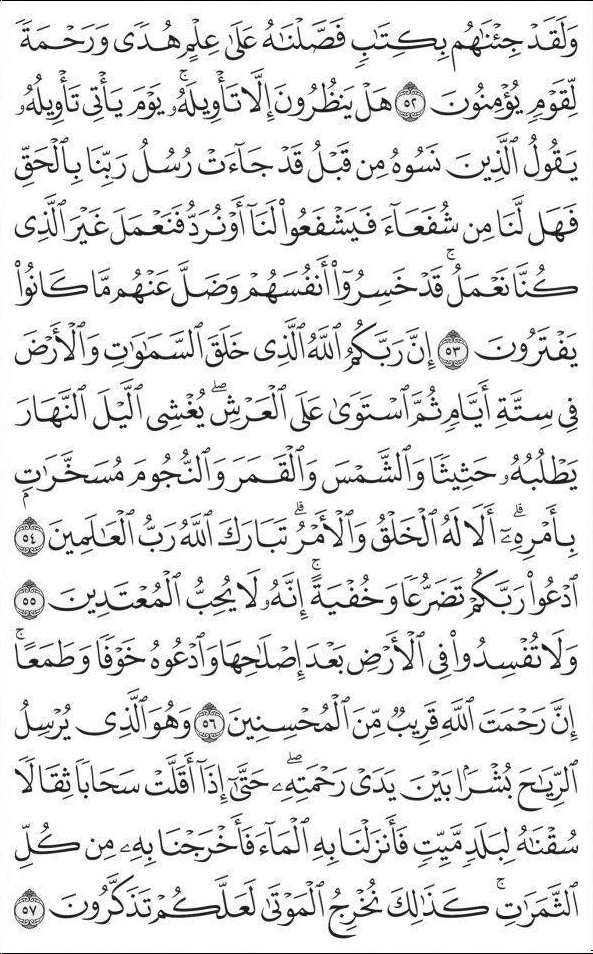 وَلَقَدْ جِئْنَٰهُم بِكِتَٰبٍ فَصَّلْنَٰهُ عَلَىٰ عِلْمٍ هُدًى وَرَحْمَةً
لِّقَوْمٍ يُؤْمِنُونَ ٥٢ هَلْ يَنظُرُونَ إِلَّا تَأْوِيلَهُۥۚ يَوْمَ يَأْتِى تَأْوِيلُهُۥ
يَقُولُ ٱلَّذِينَ نَسُوهُ مِن قَبْلُ قَدْ جَآءَتْ رُسُلُ رَبِّنَا بِٱلْحَقِّ
فَهَل لَّنَا مِن شُفَعَآءَ فَيَشْفَعُوا۟ لَنَآ أَوْ نُرَدُّ فَنَعْمَلَ غَيْرَ ٱلَّذِى
كُنَّا نَعْمَلُۚ قَدْ خَسِرُوٓا۟ أَنفُسَهُمْ وَضَلَّ عَنْهُم مَّا كَانُوا۟
يَفْتَرُونَ ٥٣ إِنَّ رَبَّكُمُ ٱللَّهُ ٱلَّذِى خَلَقَ ٱلسَّمَٰوَٰتِ وَٱلْأَرْضَ
فِى سِتَّةِ أَيَّامٍ ثُمَّ ٱسْتَوَىٰ عَلَى ٱلْعَرْشِۖ يُغْشِى ٱلَّيْلَ ٱلنَّهَارَ
يَطْلُبُهُۥ حَثِيثًا وَٱلشَّمْسَ وَٱلْقَمَرَ وَٱلنُّجُومَ مُسَخَّرَٰتٍۭ
بِأَمْرِهِۦٓۗ أَلَا لَهُ ٱلْخَلْقُ وَٱلْأَمْرُۗ تَبَارَكَ ٱللَّهُ رَبُّ ٱلْعَٰلَمِينَ ٥٤
ٱدْعُوا۟ رَبَّكُمْ تَضَرُّعًا وَخُفْيَةًۚ إِنَّهُۥ لَا يُحِبُّ ٱلْمُعْتَدِينَ ٥٥
وَلَا تُفْسِدُوا۟ فِى ٱلْأَرْضِ بَعْدَ إِصْلَٰحِهَا وَٱدْعُوهُ خَوْفًا وَطَمَعًاۚ
إِنَّ رَحْمَتَ ٱللَّهِ قَرِيبٌ مِّنَ ٱلْمُحْسِنِينَ ٥٦ وَهُوَ ٱلَّذِى يُرْسِلُ
ٱلرِّيَٰحَ بُشْرًۢا بَيْنَ يَدَىْ رَحْمَتِهِۦۖ حَتَّىٰٓ إِذَآ أَقَلَّتْ سَحَابًا ثِقَالًا
سُقْنَٰهُ لِبَلَدٍ مَّيِّتٍ فَأَنزَلْنَا بِهِ ٱلْمَآءَ فَأَخْرَجْنَا بِهِۦ مِن كُلِّ
ٱلثَّمَرَٰتِۚ كَذَٰلِكَ نُخْرِجُ ٱلْمَوْتَىٰ لَعَلَّكُمْ تَذَكَّرُونَ ٥٧